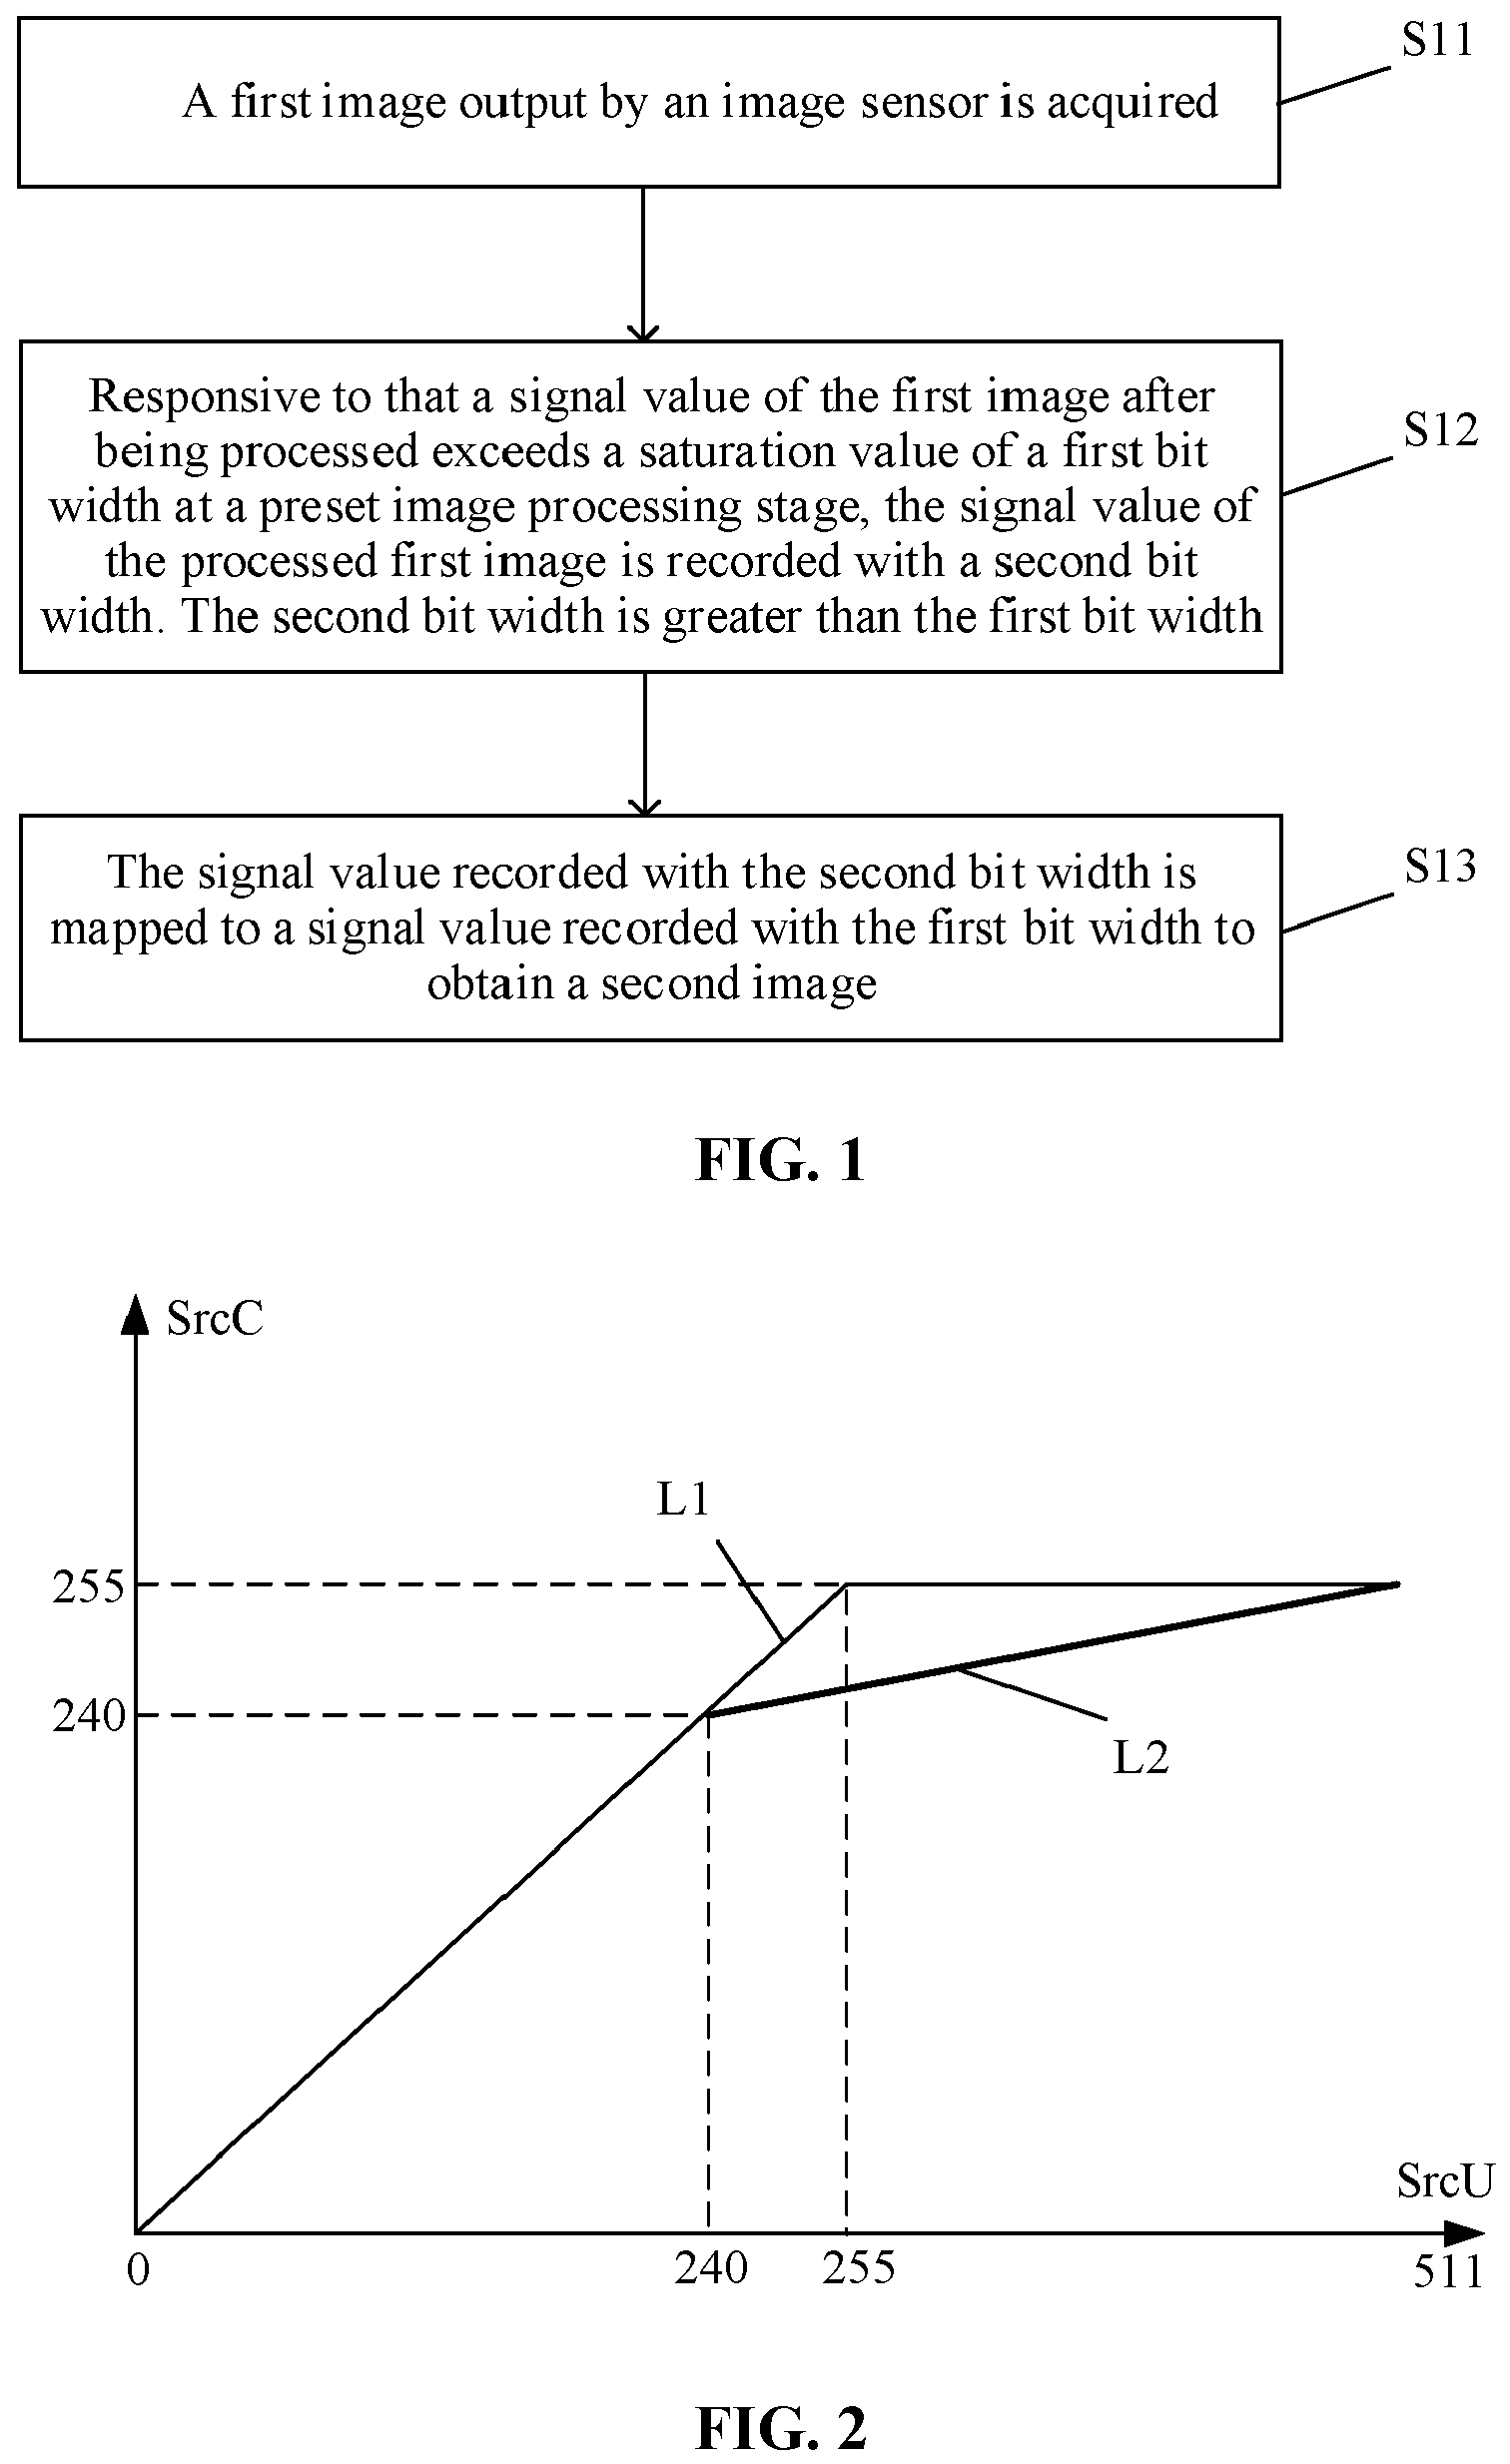 S11
A first image output by an image sensor is acquired
Responsive to that a signal value of the first image after
being processed exceeds a saturation value of a first bit
width at a preset image processing stage, the signal value of
the processed first image is recorded with a second bit
width. The second bit width is greater than the first bit width
S12
The signal value recorded with the second bit width is
mapped to a signal value recorded with the first bit width to
obtain a second image
S13
FIG. 1
SrcC
L1
255
240
L2
SrcU
0
240
255
511
FIG. 2